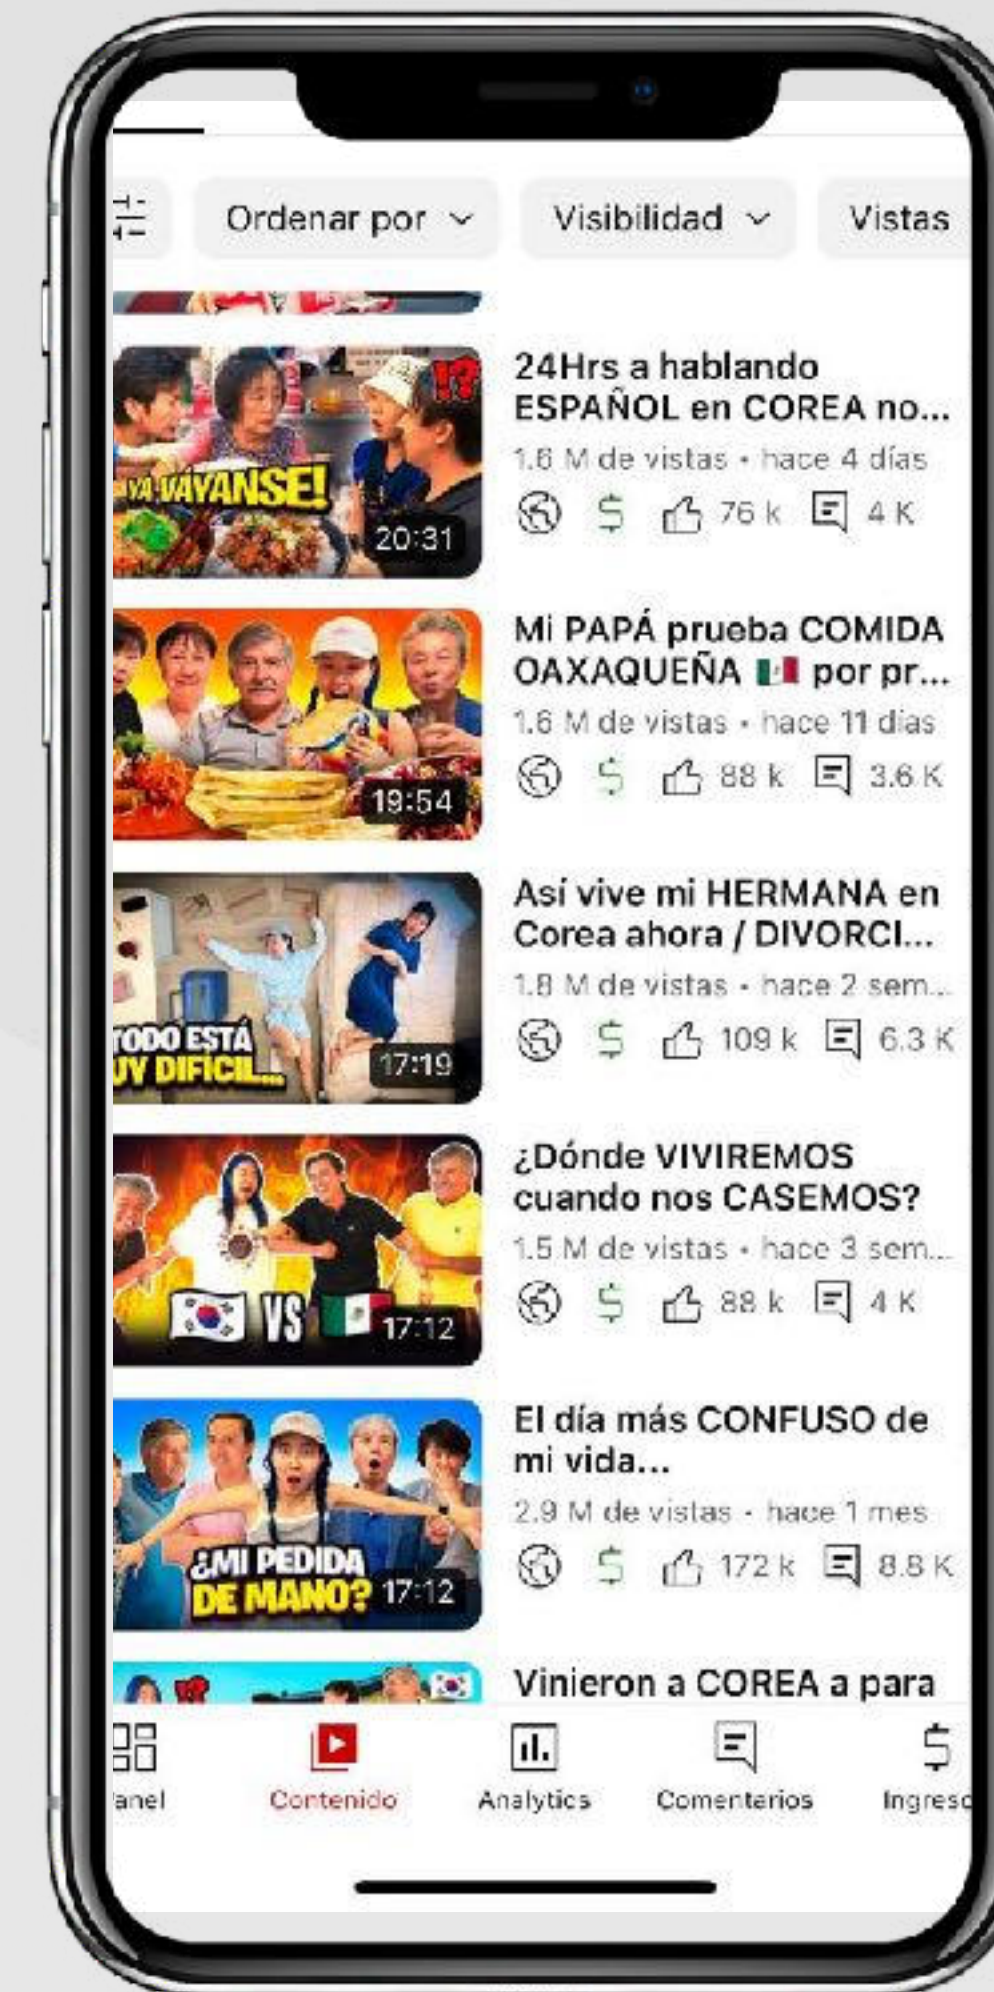 Ordenar por
Visibilidad
Vistas
YA VÁYANSE!
!?
20:31
24Hrs a hablando
ESPAÑOL en COREA no...
1.6 M de vistas • hace 4 días
76 k
4 K
19:54
Mi PAPÁ prueba COMIDA
OAXAQUEÑA 🇲🇽 por pr...
1.6 M de vistas • hace 11 días
88 k
3.6 K
TODO ESTÁ
UY DIFÍCIL...
17:19
Así vive mi HERMANA en
Corea ahora / DIVORCI...
1.8 M de vistas • hace 2 sem...
109 k
6.3 K
VS
17:12
¿Dónde VIVIREMOS
cuando nos CASEMOS?
1.5 M de vistas • hace 3 sem...
88 k
4 K
¿MI PEDIDA
DE MANO?
17:12
El día más CONFUSO de
mi vida...
2.9 M de vistas • hace 1 mes
172 k
8.8 K
!?
Vinieron a COREA a para
anel
Contenido
Analytics
Comentarios
Ingreso